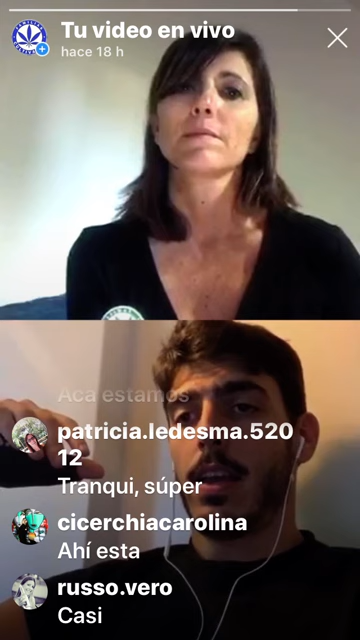 Tu video en vivo
hace 18 h
Aca estamos
patricia.ledesma.520
12
Tranqui, súper
cicerchiacarolina
Ahí esta
russo.vero
Casi